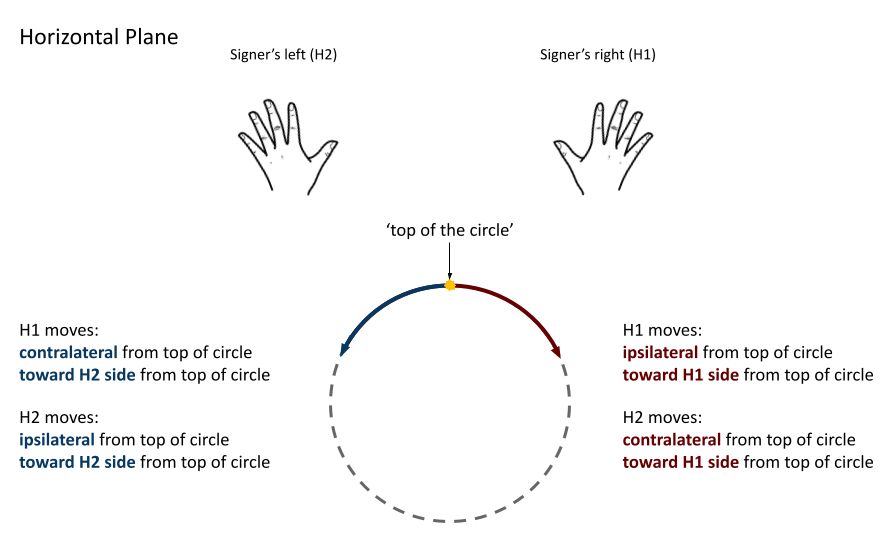 Horizontal Plane
Signer’s left (H2)
Signer’s right (H1)
‘top of the circle’
H1 moves:
contralateral from top of circle
toward H2 side from top of circle
H2 moves:
ipsilateral from top of circle
toward H2 side from top of circle
H1 moves:
ipsilateral from top of circle
toward H1 side from top of circle
H2 moves:
contralateral from top of circle
toward H1 side from top of circle